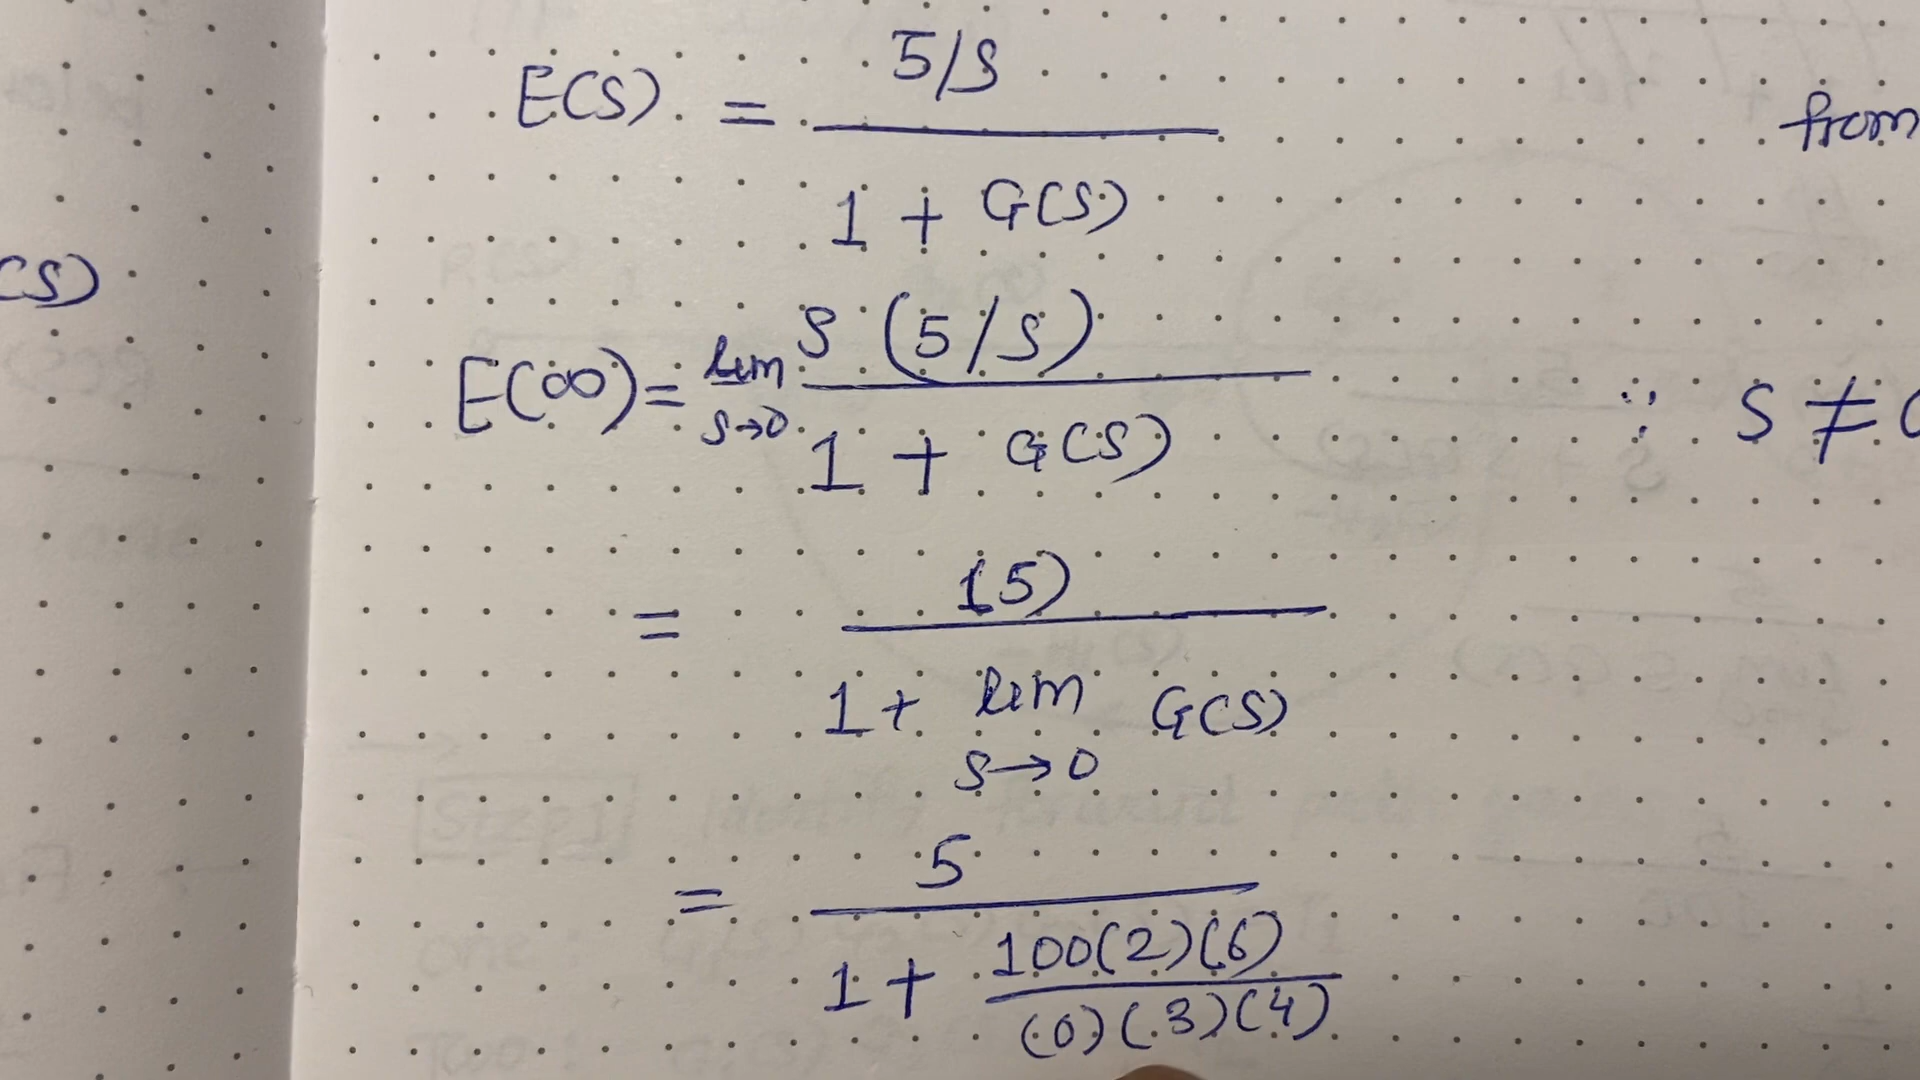 E(S) = 5/S
from
1 + G(S)
(S)
E(∞) = lim S→0 S (5/S)
1 + G(S)
∵ S ≠ 0
= (5)
1 + lim S→0 G(S)
= 5
1 + 100(2)(6)
(0)(3)(4)